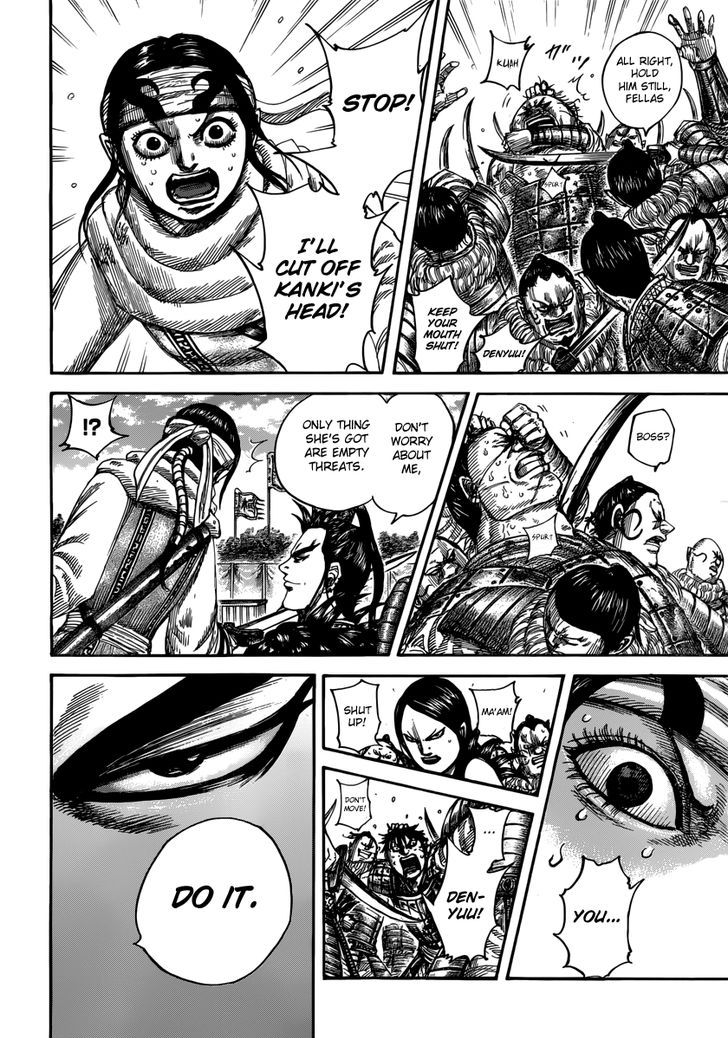 ALL RIGHT,
HOLD
HIM STILL,
FELLAS
KUAH
ガッ
SPURT
KEEP
YOUR
MOUTH
SHUT!
DENYUU!
STOP!
I'LL
CUT OFF
KANKI'S
HEAD!
BOSS?
SPURT
DON'T
WORRY
ABOUT
ME,
ONLY THING
SHE'S GOT
ARE EMPTY
THREATS.
!?
YOU...
MA'AM!
SHUT
UP!
...
DON'T
MOVE!
DEN-
YUU!
DO IT.